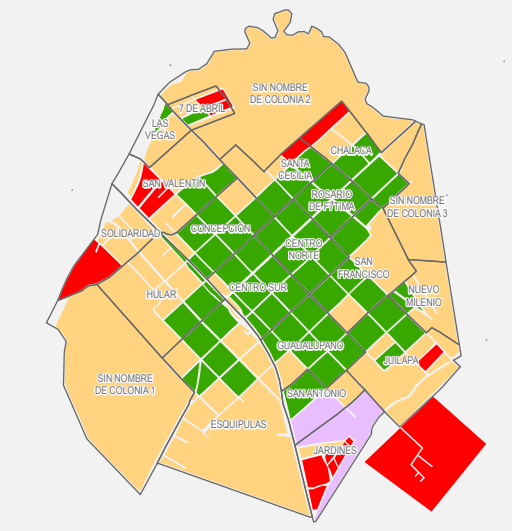 SIN NOMBRE
DE COLONIA 2
7 DE ABRIL
LAS
VEGAS
CHALACA
SANTA
CECILIA
SAN VALENTÍN
ROSARIO
DE F?TIMA
SIN NOMBRE
DE COLONIA 3
SOLIDARIDAD
CONCEPCIÓN
CENTRO
NORTE
SAN
FRANCISCO
HULAR
CENTRO SUR
NUEVO
MILENIO
GUADALUPANO
JUILAPA
SIN NOMBRE
DE COLONIA 1
SAN ANTONIO
ESQUIPULAS
JARDINES